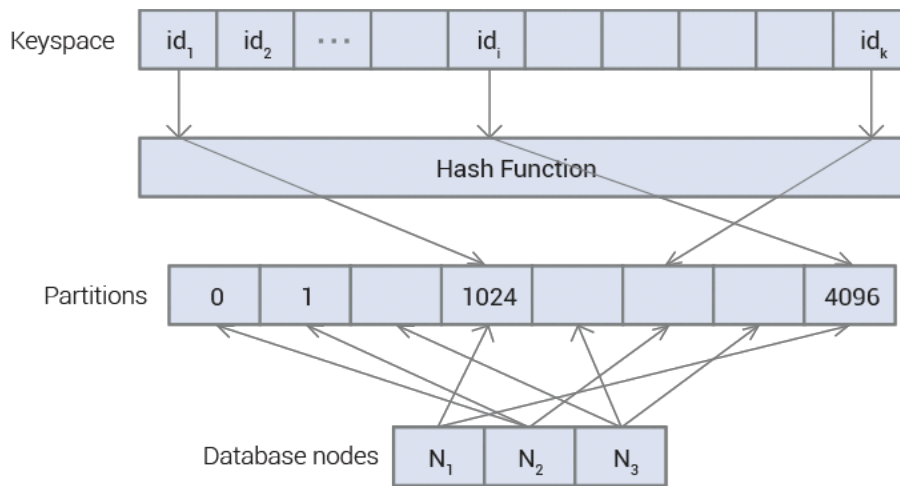 Keyspace id₁ id₂ ... idᵢ idₖ
Hash Function
Partitions 0 1 1024 4096
Database nodes N₁ N₂ N₃